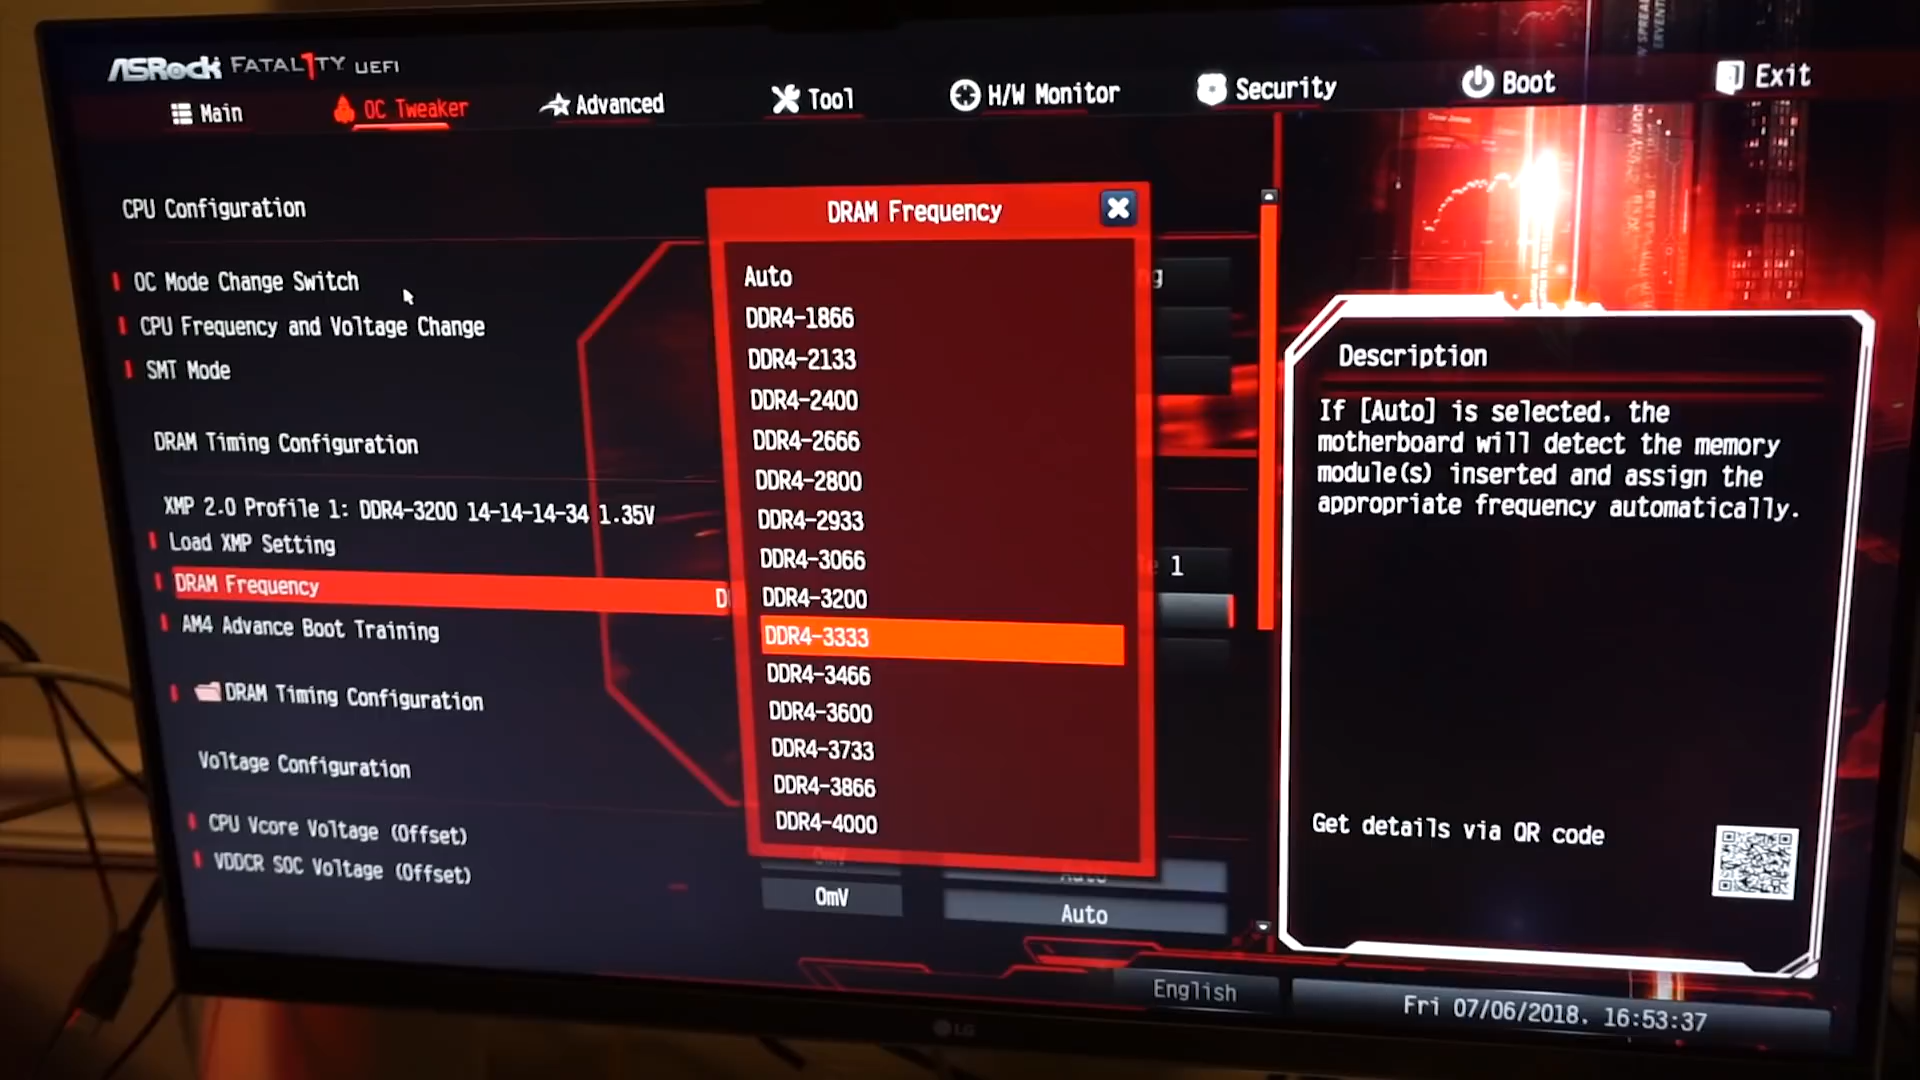 ASRock FATAL1TY UEFI
Main
OC Tweaker
Advanced
Tool
H/W Monitor
Security
Boot
Exit
CPU Configuration
OC Mode Change Switch
CPU Frequency and Voltage Change
SMT Mode
DRAM Timing Configuration
XMP 2.0 Profile 1: DDR4-3200 14-14-14-34 1.35V
Load XMP Setting
1
DRAM Frequency
AM4 Advance Boot Training
DRAM Timing Configuration
Voltage Configuration
CPU Vcore Voltage (Offset)
VDDCR SOC Voltage (Offset)
0mV
Auto
DRAM Frequency
Auto
DDR4-1866
DDR4-2133
DDR4-2400
DDR4-2666
DDR4-2800
DDR4-2933
DDR4-3066
DDR4-3200
DDR4-3333
DDR4-3466
DDR4-3600
DDR4-3733
DDR4-3866
DDR4-4000
Description
If [Auto] is selected, the
motherboard will detect the memory
module(s) inserted and assign the
appropriate frequency automatically.
Get details via QR code
English
Fri 07/06/2018. 16:53:37
LG